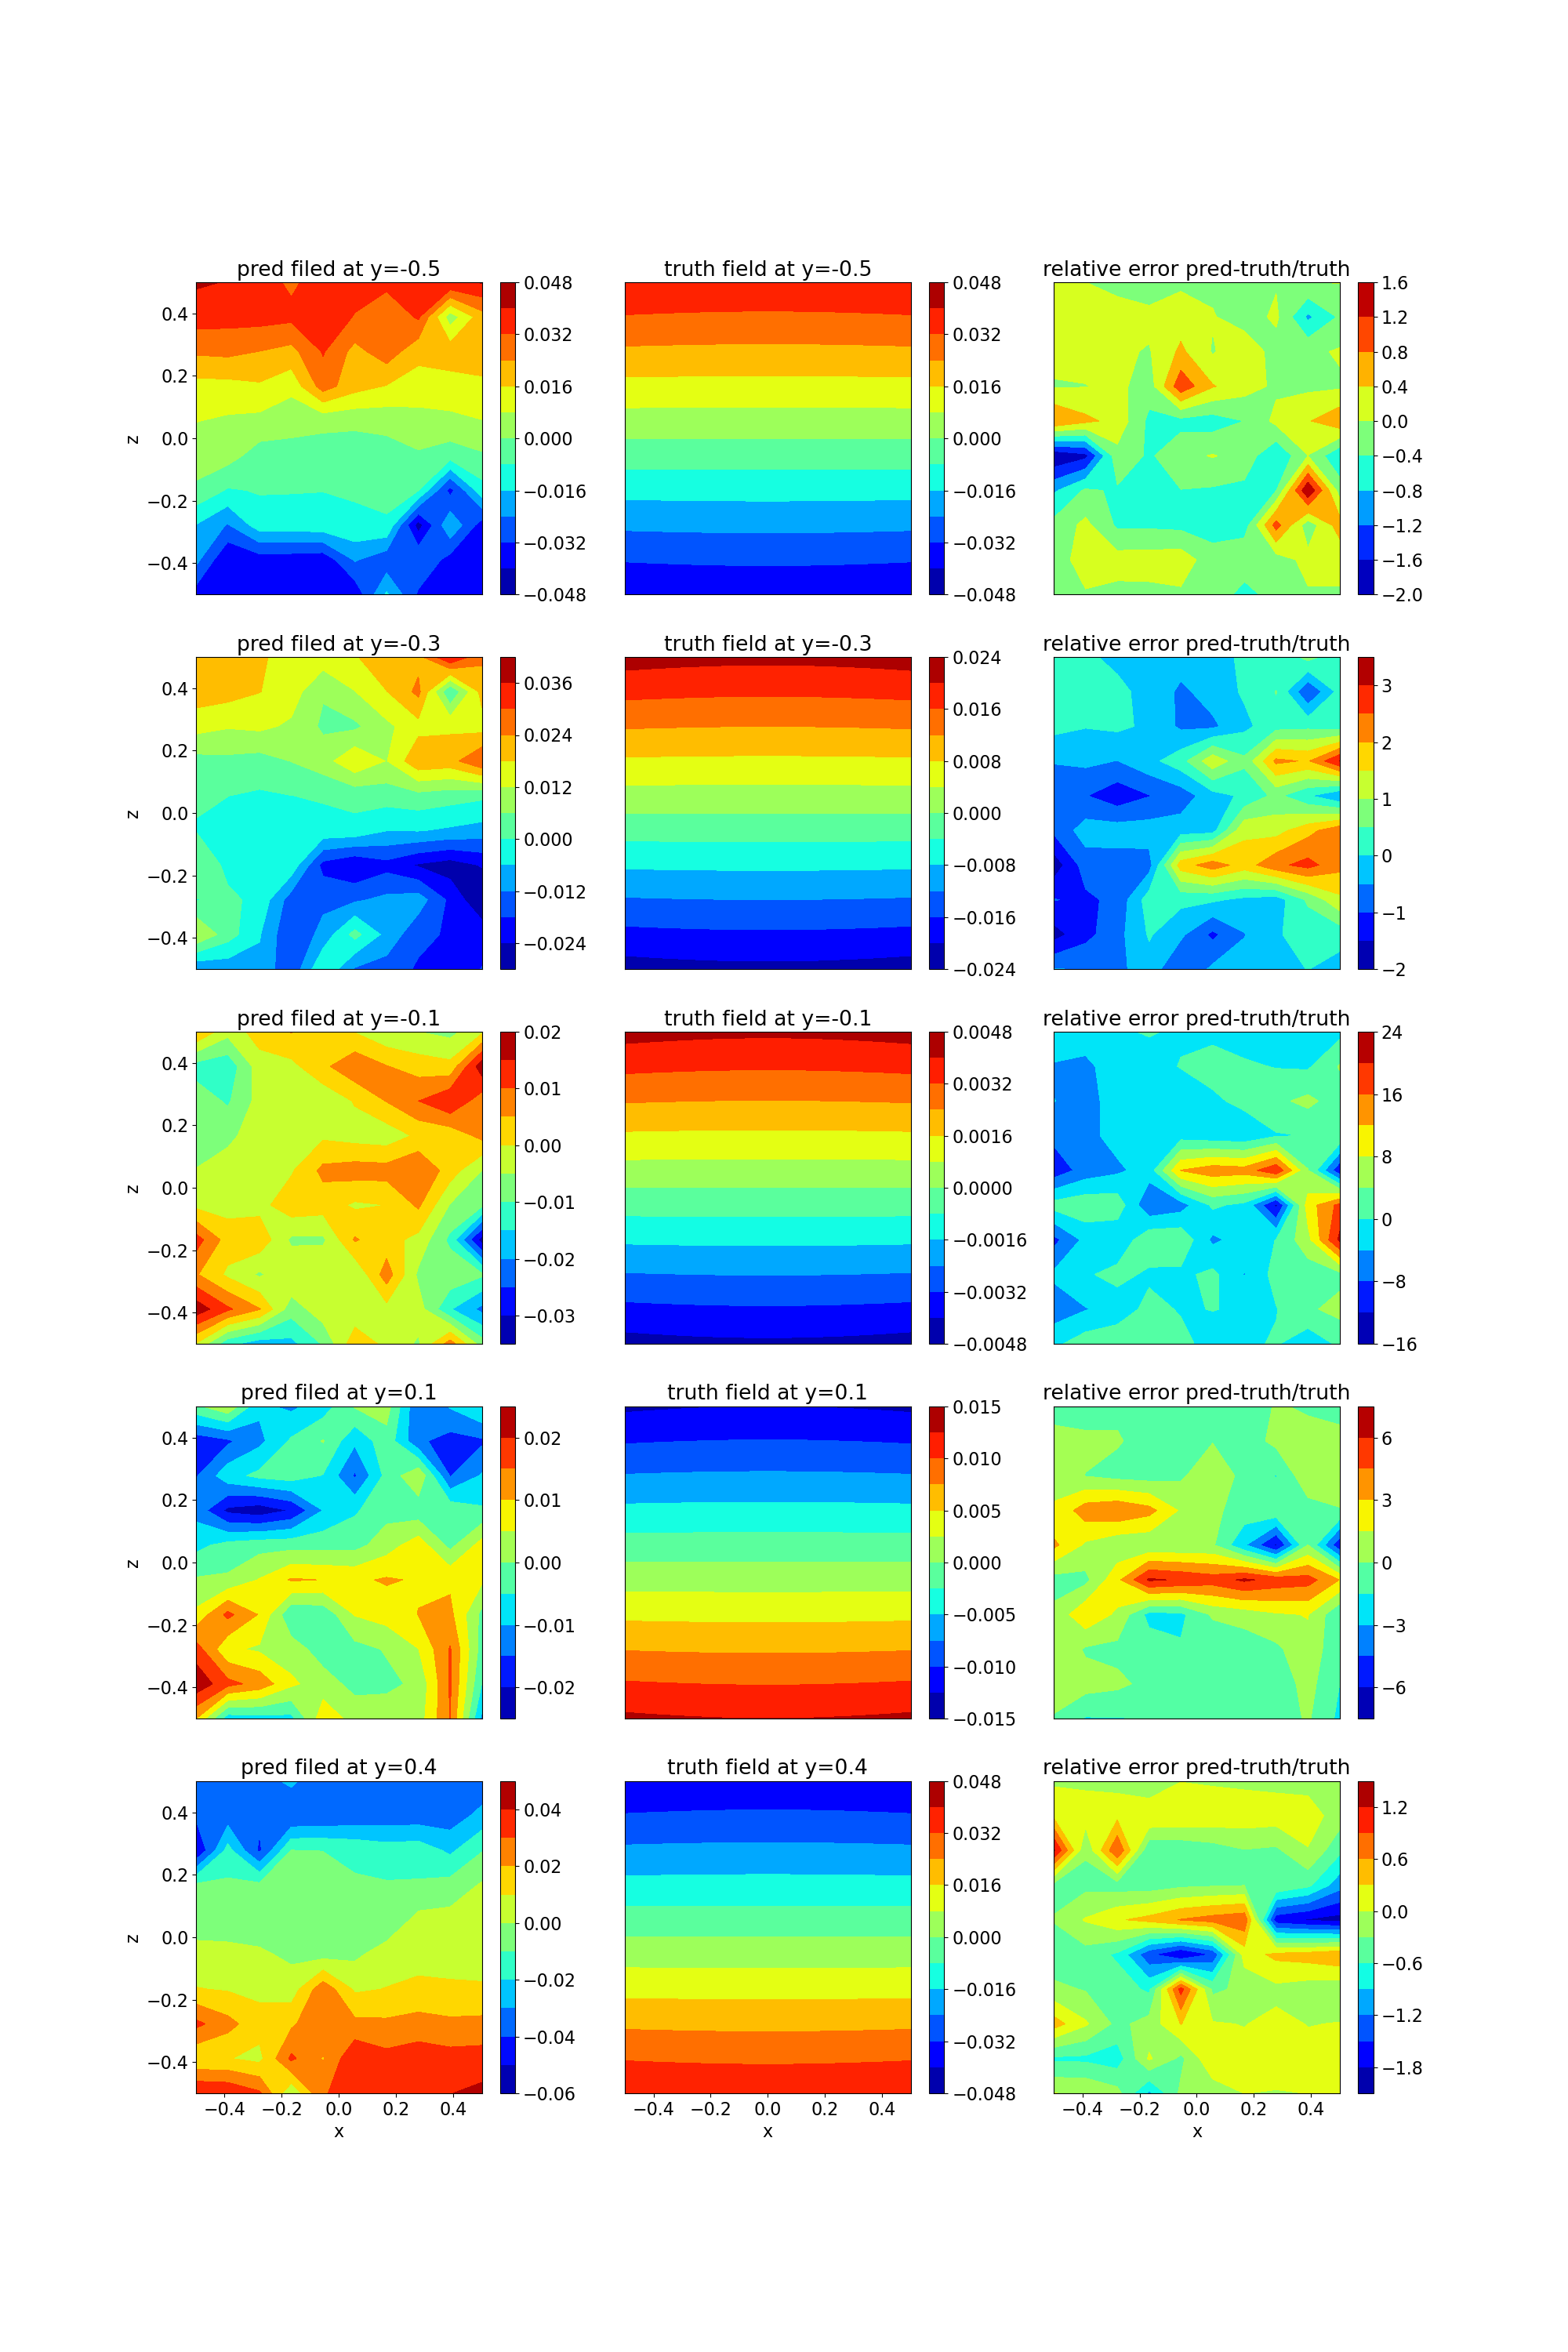 pred filed at y=-0.5 truth field at y=-0.5 relative error pred-truth/truth
0.4 0.2 0.0 −0.2 −0.4
z
0.048 0.032 0.016 0.000 −0.016 −0.032 −0.048
0.048 0.032 0.016 0.000 −0.016 −0.032 −0.048
1.6 1.2 0.8 0.4 0.0 −0.4 −0.8 −1.2 −1.6 −2.0
pred filed at y=-0.3 truth field at y=-0.3 relative error pred-truth/truth
0.4 0.2 0.0 −0.2 −0.4
z
0.036 0.024 0.012 0.000 −0.012 −0.024
0.024 0.016 0.008 0.000 −0.008 −0.016 −0.024
3 2 1 0 −1 −2
pred filed at y=-0.1 truth field at y=-0.1 relative error pred-truth/truth
0.4 0.2 0.0 −0.2 −0.4
z
0.02 0.01 0.00 −0.01 −0.02 −0.03
0.0048 0.0032 0.0016 0.0000 −0.0016 −0.0032 −0.0048
24 16 8 0 −8 −16
pred filed at y=0.1 truth field at y=0.1 relative error pred-truth/truth
0.4 0.2 0.0 −0.2 −0.4
z
0.02 0.01 0.00 −0.01 −0.02
0.015 0.010 0.005 0.000 −0.005 −0.010 −0.015
6 3 0 −3 −6
pred filed at y=0.4 truth field at y=0.4 relative error pred-truth/truth
0.4 0.2 0.0 −0.2 −0.4
z
0.04 0.02 0.00 −0.02 −0.04 −0.06
0.048 0.032 0.016 0.000 −0.016 −0.032 −0.048
1.2 0.6 0.0 −0.6 −1.2 −1.8
−0.4 −0.2 0.0 0.2 0.4 −0.4 −0.2 0.0 0.2 0.4 −0.4 −0.2 0.0 0.2 0.4
x x x